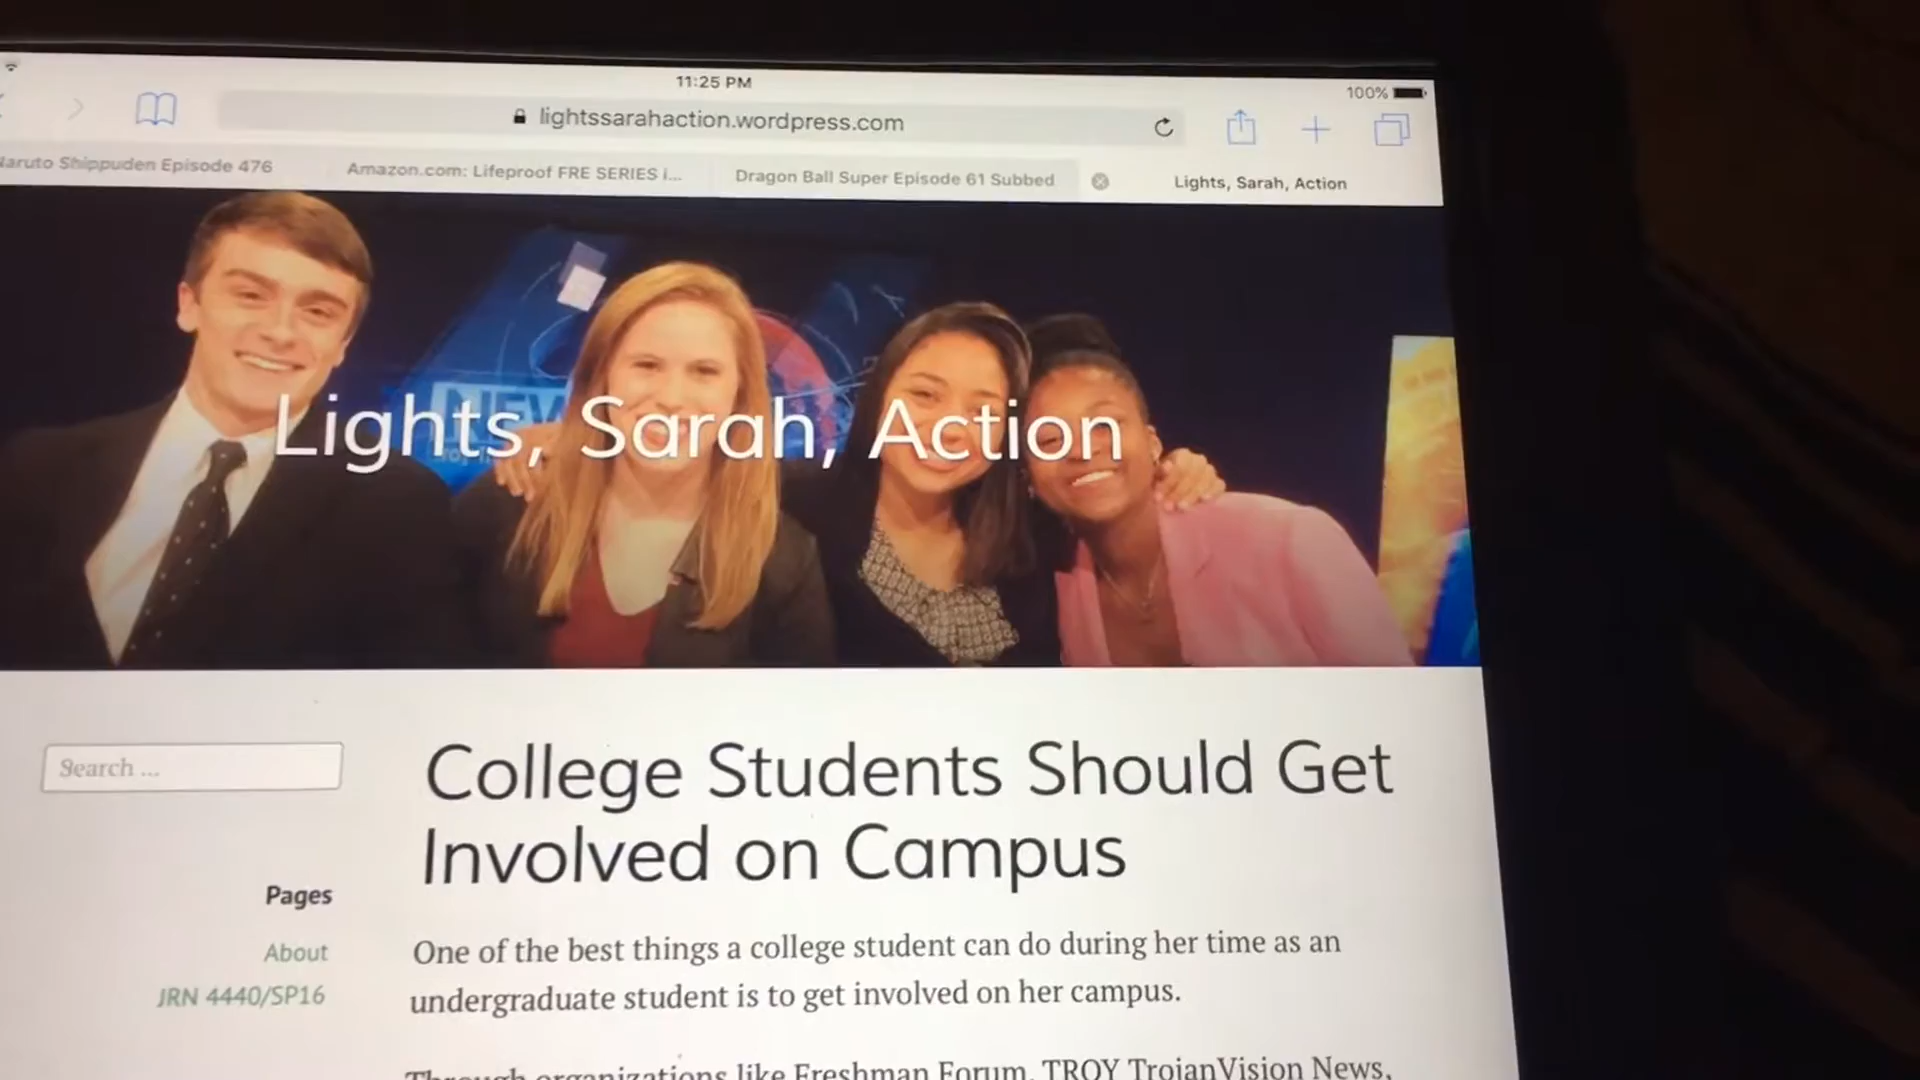 11:25 PM
100%
lightssarahaction.wordpress.com
Naruto Shippuden Episode 476
Amazon.com: Lifeproof FRE SERIES i...
Dragon Ball Super Episode 61 Subbed
Lights, Sarah, Action
NEW
Lights, Sarah, Action
Search ...
College Students Should Get
Involved on Campus
Pages
About
JRN 4440/SP16
One of the best things a college student can do during her time as an
undergraduate student is to get involved on her campus.
Through organizations like Freshman Forum, TROY TrojanVision News,